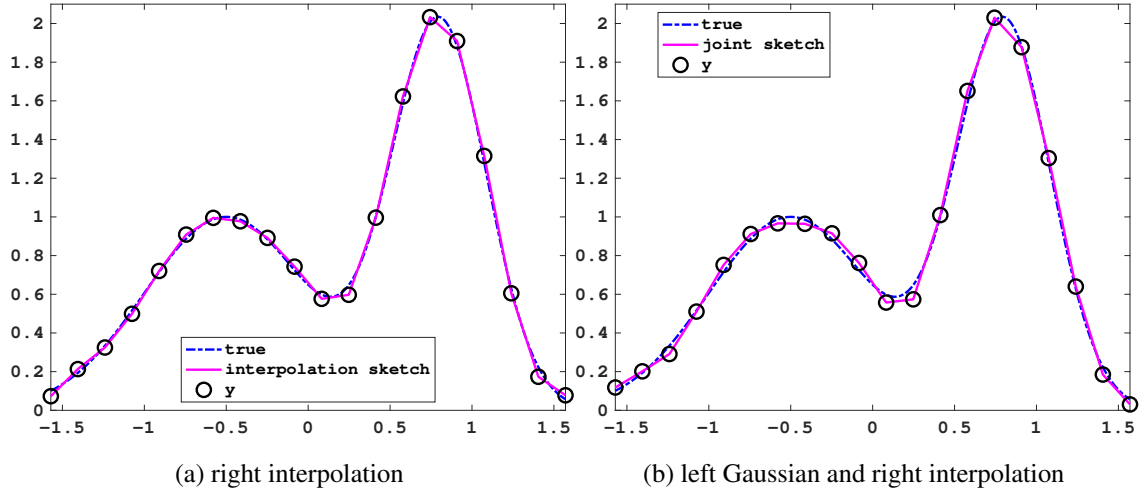 2
1.8
1.6
1.4
1.2
1
0.8
0.6
0.4
0.2
0
true
interpolation sketch
y
-1.5 -1 -0.5 0 0.5 1 1.5
(a) right interpolation
2
1.8
1.6
1.4
1.2
1
0.8
0.6
0.4
0.2
0
true
joint sketch
y
-1.5 -1 -0.5 0 0.5 1 1.5
(b) left Gaussian and right interpolation